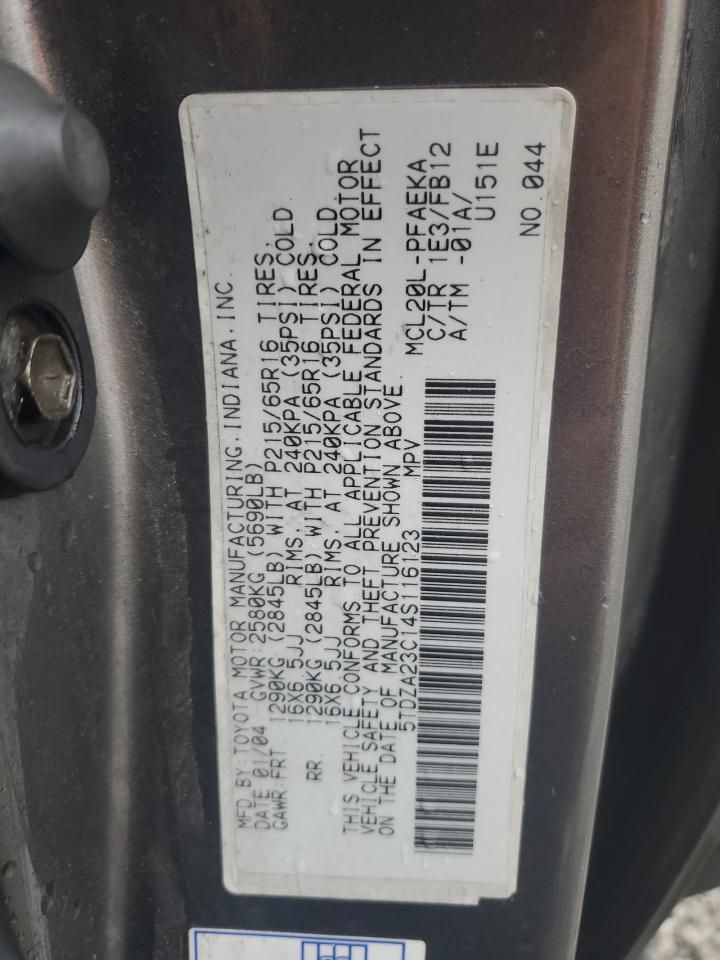 MFD.BY:TOYOTA MOTOR MANUFACTURING,INDIANA,INC.
DATE 01/04 GVWR:2580KG (5690LB)
GAWR:FRT. 1290KG (2845LB) WITH P215/65R16 TIRES,
16X6.5JJ RIMS, AT 240KPA (35PSI) COLD.
RR. 1290KG (2845LB) WITH P215/65R16 TIRES,
16X6.5JJ RIMS, AT 240KPA (35PSI) COLD.
THIS VEHICLE CONFORMS TO ALL APPLICABLE FEDERAL MOTOR
VEHICLE SAFETY AND THEFT PREVENTION STANDARDS IN EFFECT
ON THE DATE OF MANUFACTURE SHOWN ABOVE.
5TDZA23C14S116123 MPV MCL20L-PFAEKA
C/TR 1E3/FB12
A/TM -01A/
U151E
NO.044